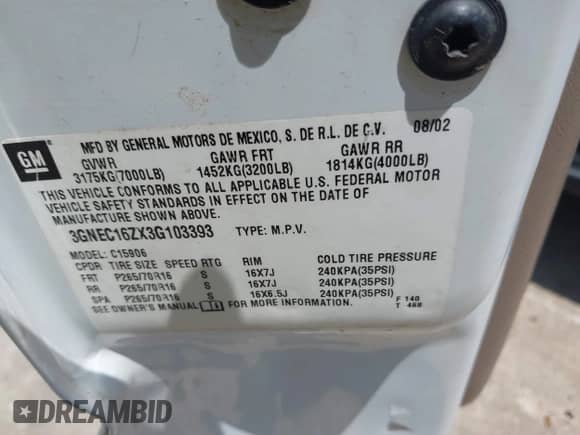 GM
MFD BY GENERAL MOTORS DE MEXICO, S. DE R.L. DE C.V. 08/02
GVWR GAWR FRT GAWR RR
3175KG(7000LB) 1452KG(3200LB) 1814KG(4000LB)
THIS VEHICLE CONFORMS TO ALL APPLICABLE U.S. FEDERAL MOTOR
VEHICLE SAFETY STANDARDS IN EFFECT ON THE DATE OF
MANUFACTURE SHOWN ABOVE.
3GNEC16ZX3G103393 TYPE: M.P.V.
MODEL: C15906
CPDR TIRE SIZE SPEED RTG RIM COLD TIRE PRESSURE
FRT P265/70R16 S 16X7J 240KPA(35PSI)
RR P265/70R16 S 16X7J 240KPA(35PSI)
SPA P265/70R16 S 16X6.5J 240KPA(35PSI)
SEE OWNER'S MANUAL FOR MORE INFORMATION.
F 140
T 468
DREAMBID